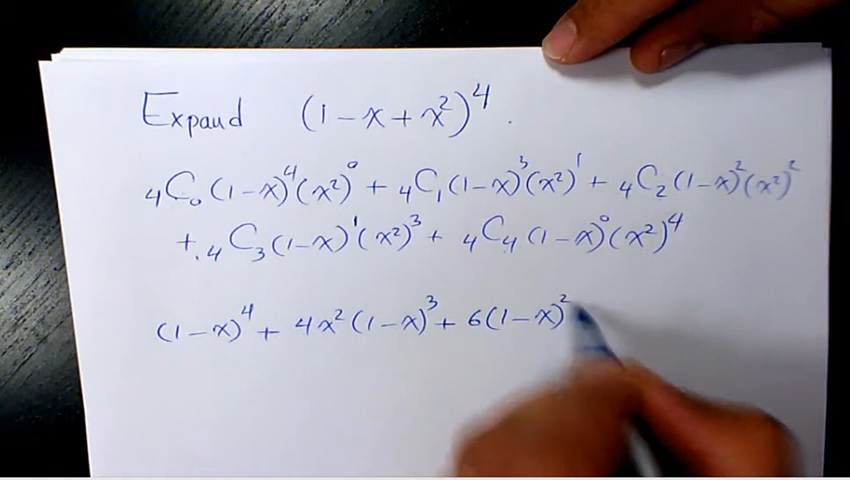 Expand (1-x+x²)⁴.
₄C₀(1-x)⁴(x²)⁰ + ₄C₁(1-x)³(x²)¹ + ₄C₂(1-x)²(x²)²
+ ₄C₃(1-x)¹(x²)³ + ₄C₄(1-x)⁰(x²)⁴
(1-x)⁴ + 4x²(1-x)³ + 6(1-x)²